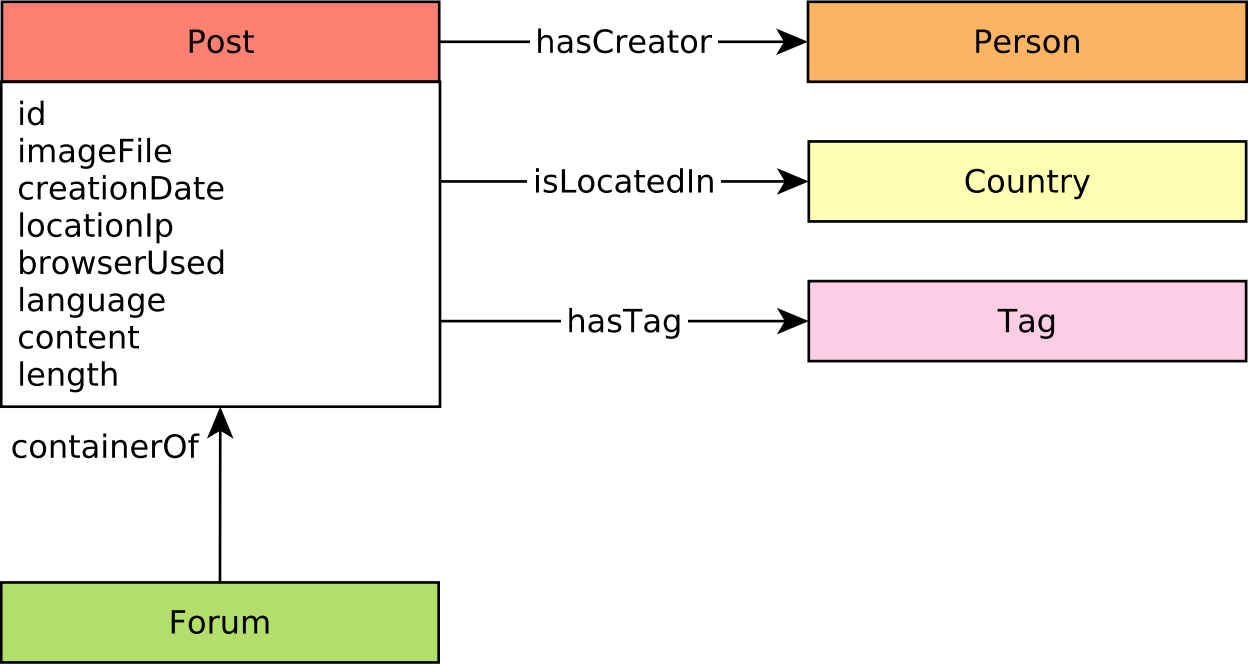 Post
hasCreator
Person
id
imageFile
creationDate
locationIp
browserUsed
language
content
length
isLocatedIn
Country
hasTag
Tag
containerOf
Forum